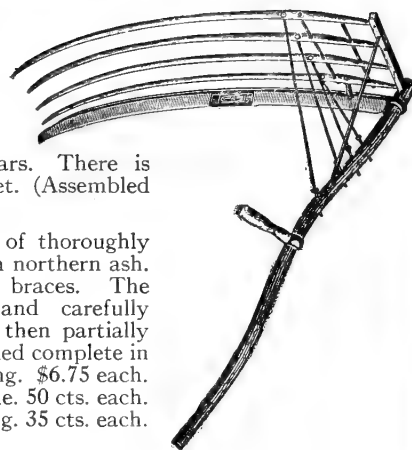 ars. There is
et. (Assembled
of thoroughly
n northern ash.
braces. The
and carefully
then partially
ed complete in
ng. $6.75 each.
le. 50 cts. each.
g. 35 cts. each.